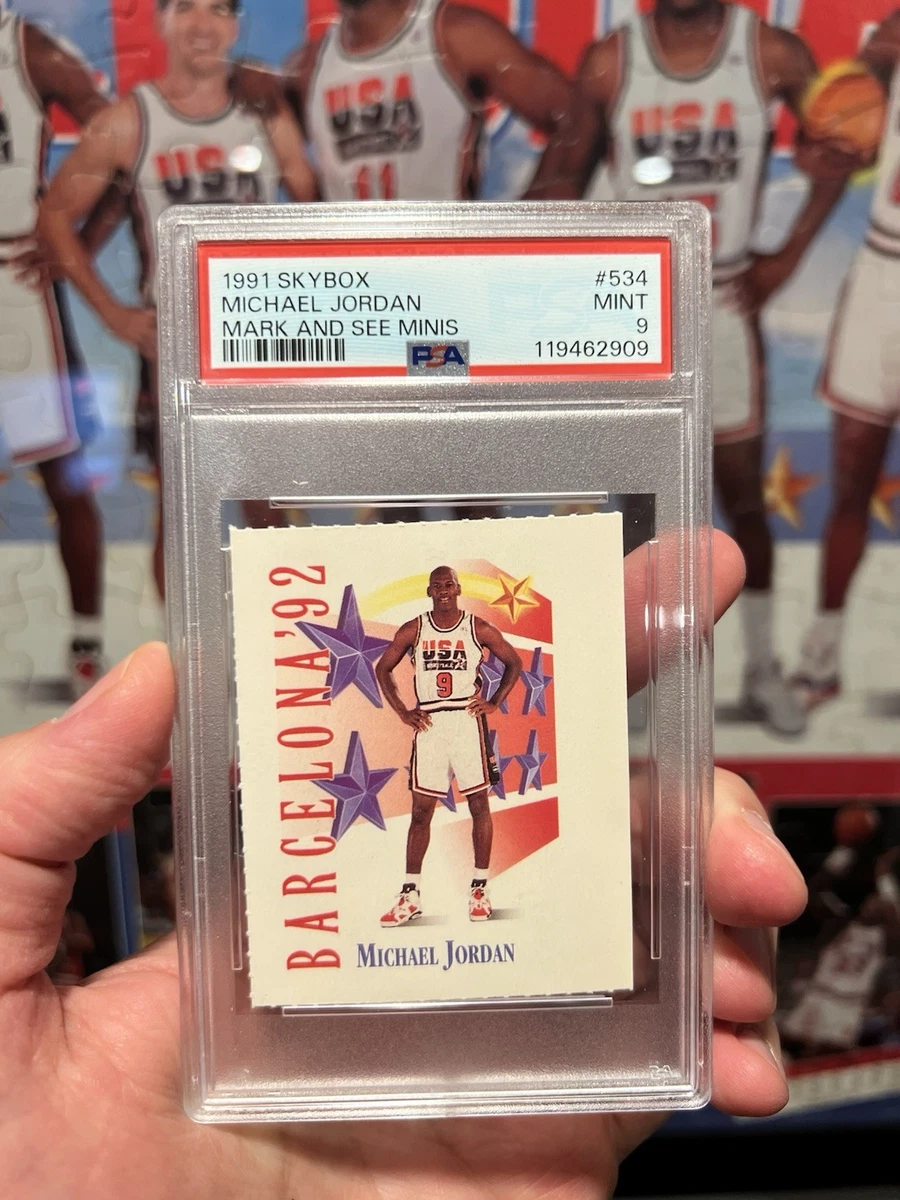 USA
USA
11
USA
1991 SKYBOX #534
MICHAEL JORDAN MINT
MARK AND SEE MINIS 9
PSA 119462909
BARCELONA '92
USA
9
MICHAEL JORDAN